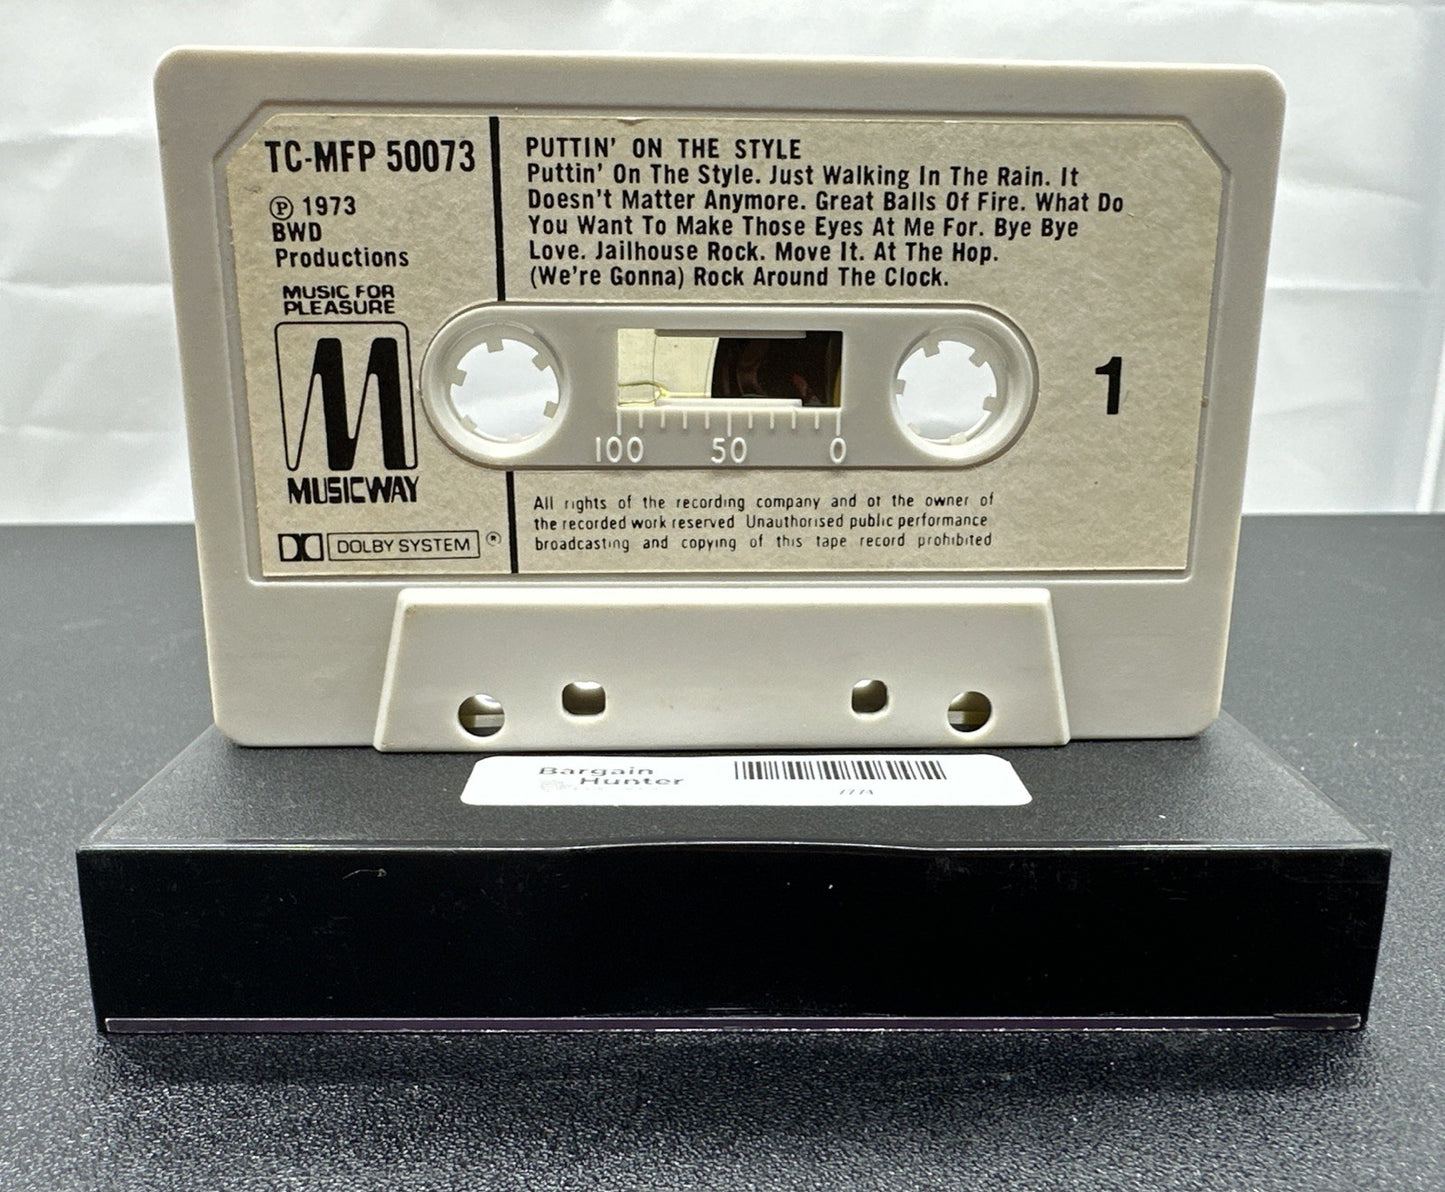 TC-MFP 50073
Ⓟ 1973
BWD
Productions
MUSIC FOR
PLEASURE
MUSICWAY
DOLBY SYSTEM ®
PUTTIN' ON THE STYLE
Puttin' On The Style. Just Walking In The Rain. It
Doesn't Matter Anymore. Great Balls Of Fire. What Do
You Want To Make Those Eyes At Me For. Bye Bye
Love. Jailhouse Rock. Move It. At The Hop.
(We're Gonna) Rock Around The Clock.
1
100 50 0
All rights of the recording company and of the owner of
the recorded work reserved Unauthorised public performance
broadcasting and copying of this tape record prohibited
Bargain
Hunter